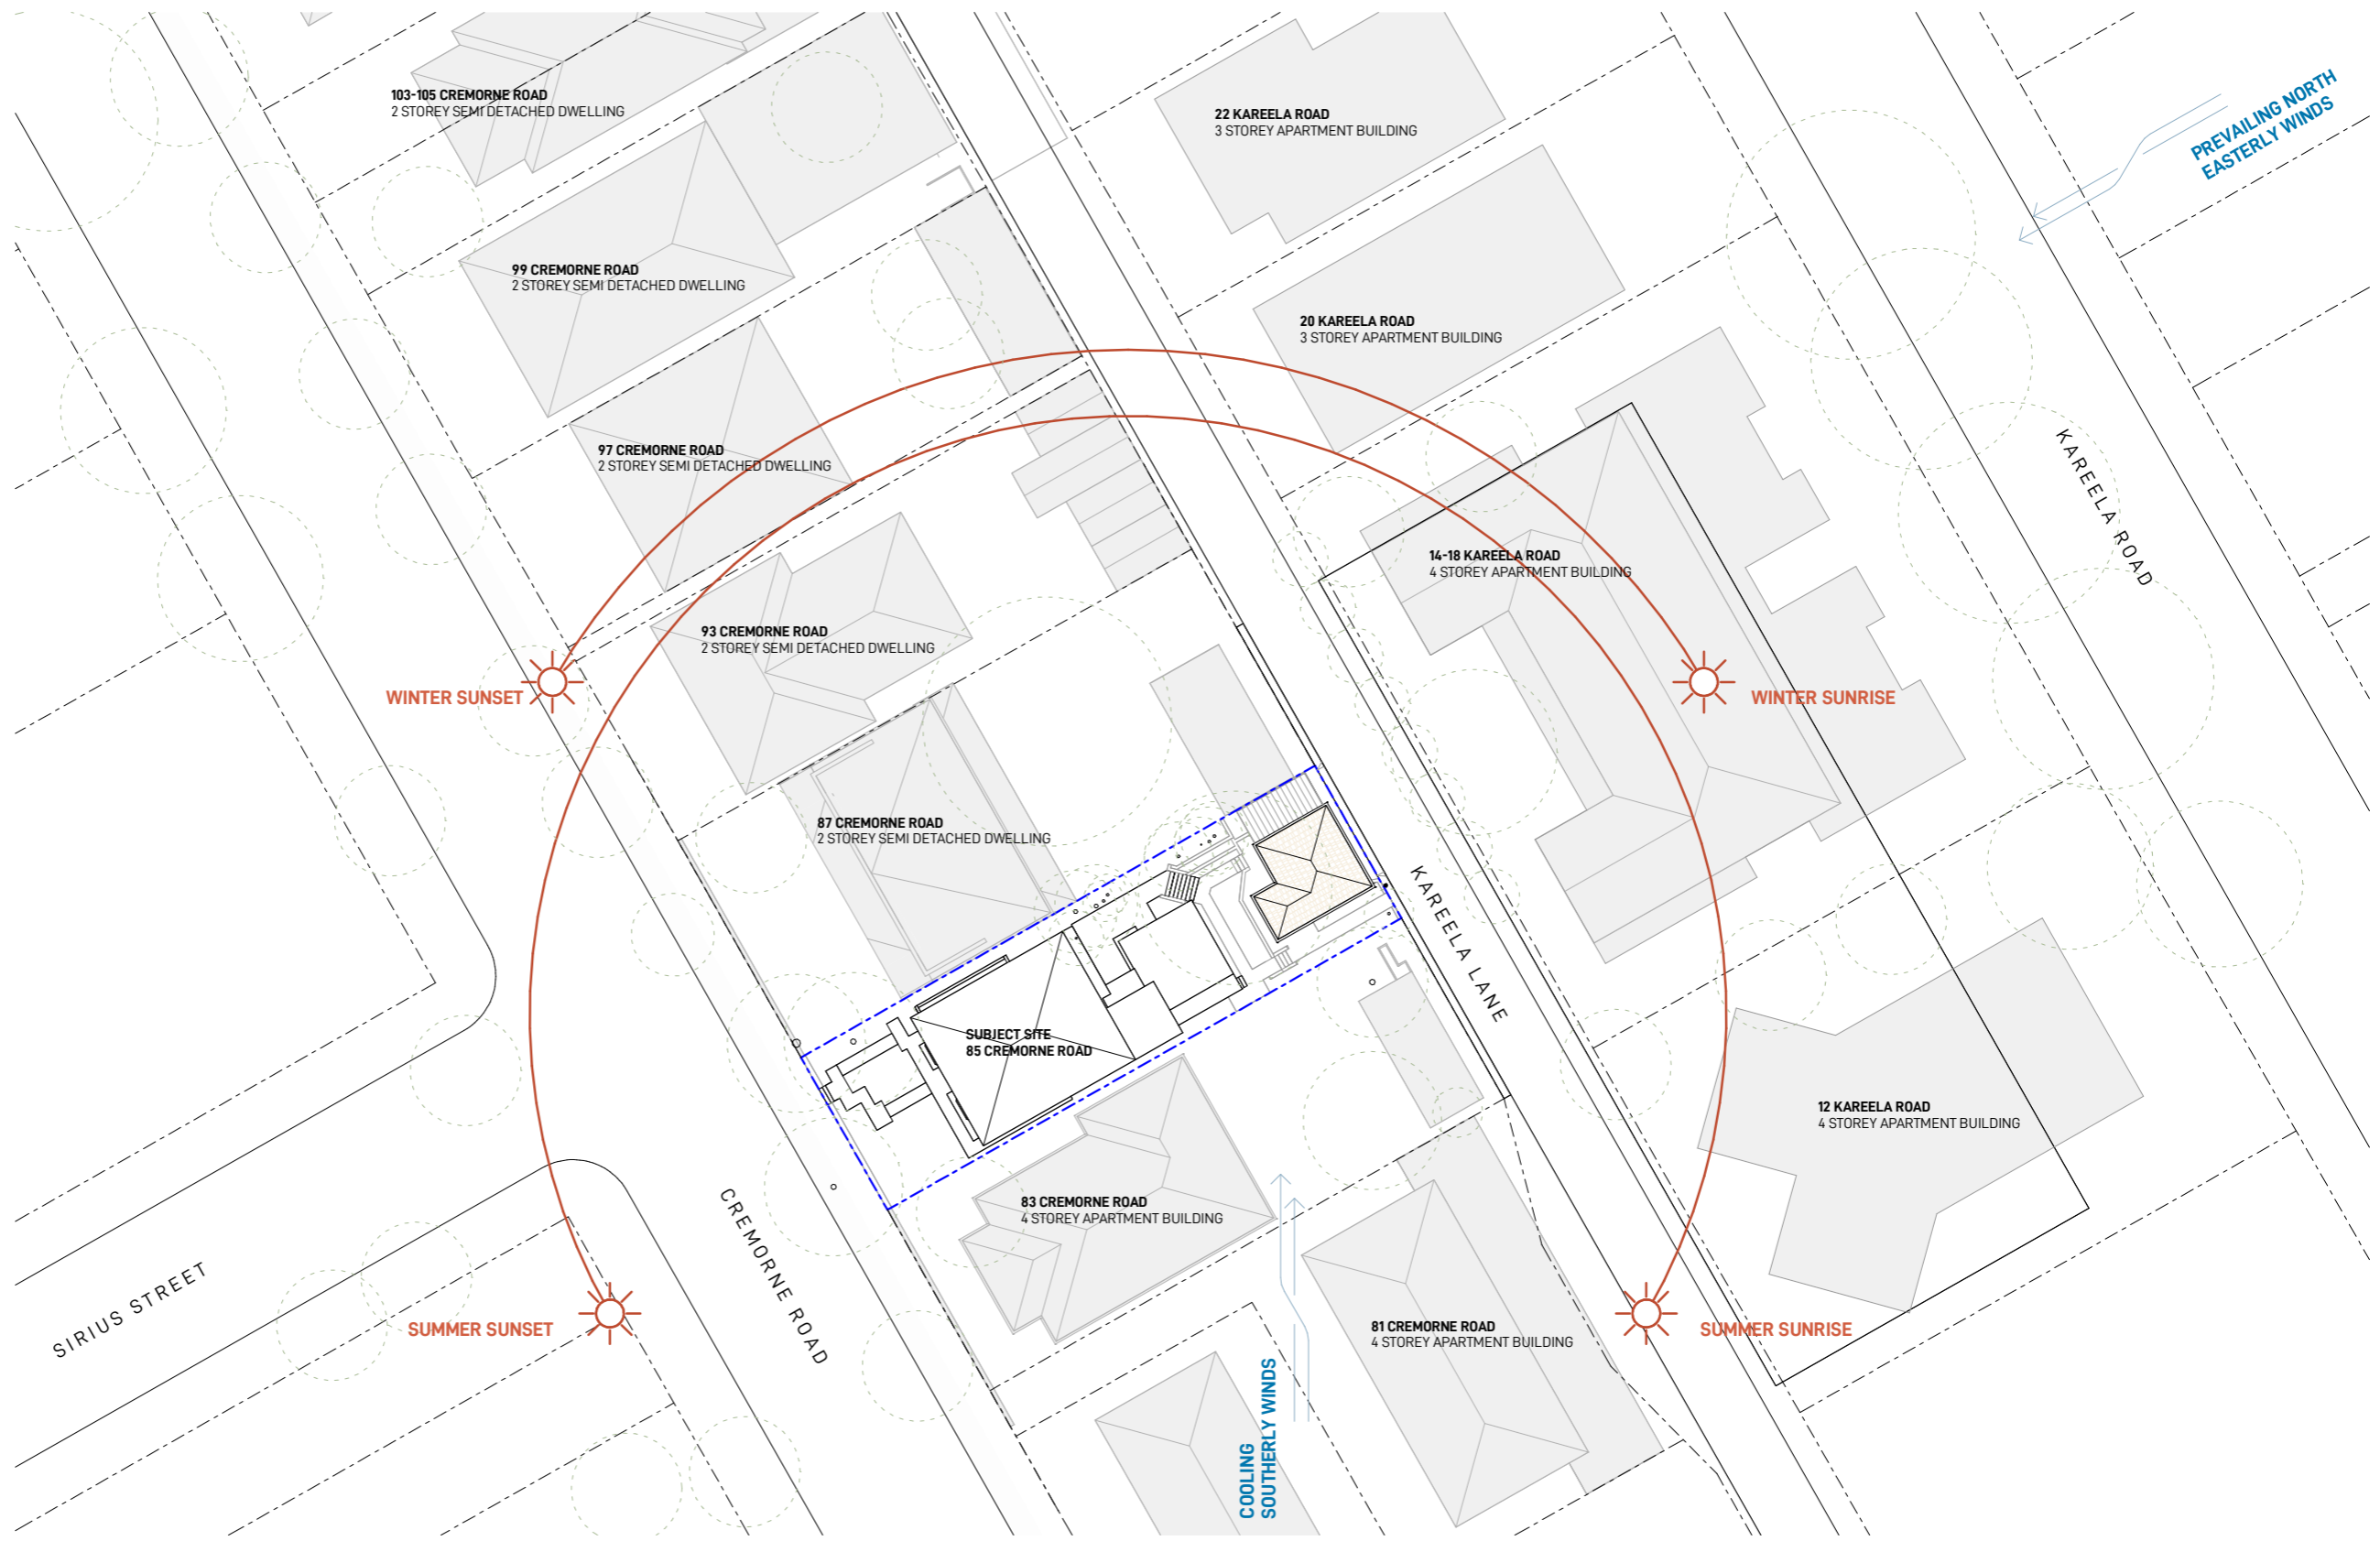 103-105 CREMORNE ROAD
2 STOREY SEMI DETACHED DWELLING
22 KAREELA ROAD
3 STOREY APARTMENT BUILDING
PREVAILING NORTH
EASTERLY WINDS
99 CREMORNE ROAD
2 STOREY SEMI DETACHED DWELLING
20 KAREELA ROAD
3 STOREY APARTMENT BUILDING
97 CREMORNE ROAD
2 STOREY SEMI DETACHED DWELLING
KAREELA ROAD
14-18 KAREELA ROAD
4 STOREY APARTMENT BUILDING
93 CREMORNE ROAD
2 STOREY SEMI DETACHED DWELLING
WINTER SUNSET
WINTER SUNRISE
87 CREMORNE ROAD
2 STOREY SEMI DETACHED DWELLING
KAREELA LANE
SUBJECT SITE
85 CREMORNE ROAD
12 KAREELA ROAD
4 STOREY APARTMENT BUILDING
83 CREMORNE ROAD
4 STOREY APARTMENT BUILDING
CREMORNE ROAD
SIRIUS STREET
SUMMER SUNSET
81 CREMORNE ROAD
4 STOREY APARTMENT BUILDING
SUMMER SUNRISE
COOLING
SOUTHERLY WINDS